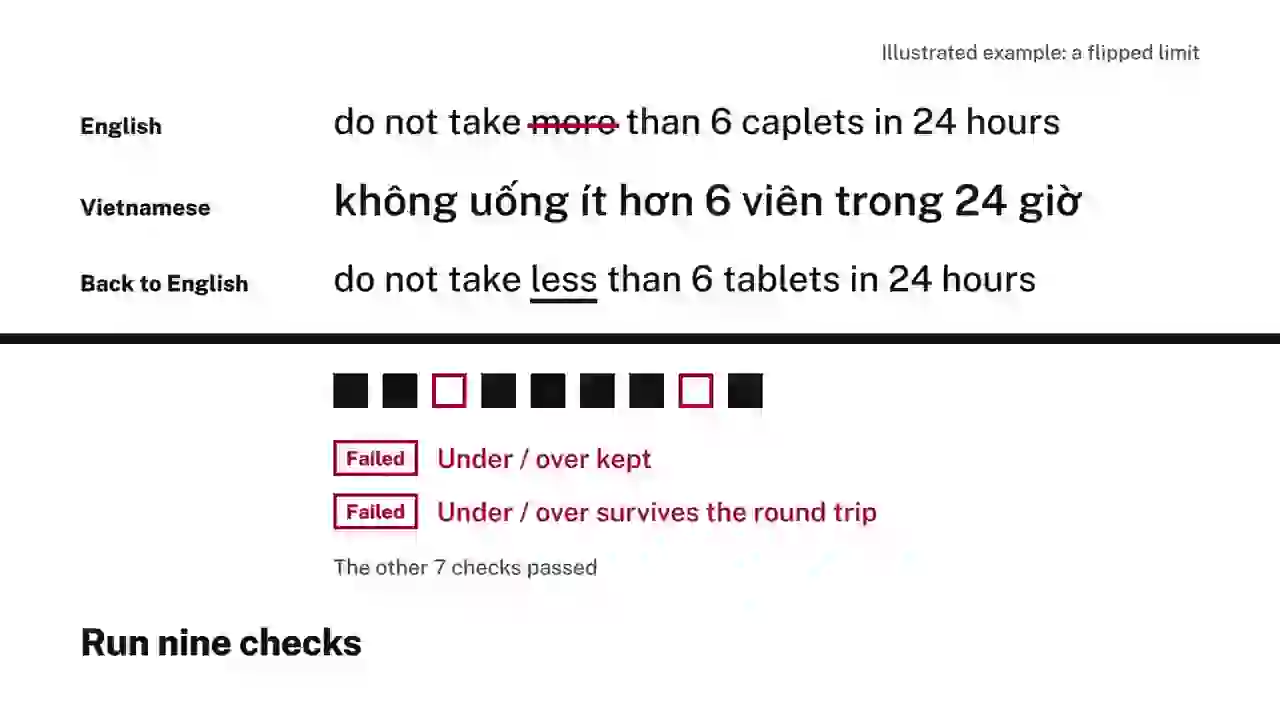 Illustrated example: a flipped limit
English
do not take more than 6 caplets in 24 hours
Vietnamese
không uống ít hơn 6 viên trong 24 giờ
Back to English
do not take less than 6 tablets in 24 hours
Failed
Under / over kept
Failed
Under / over survives the round trip
The other 7 checks passed
Run nine checks